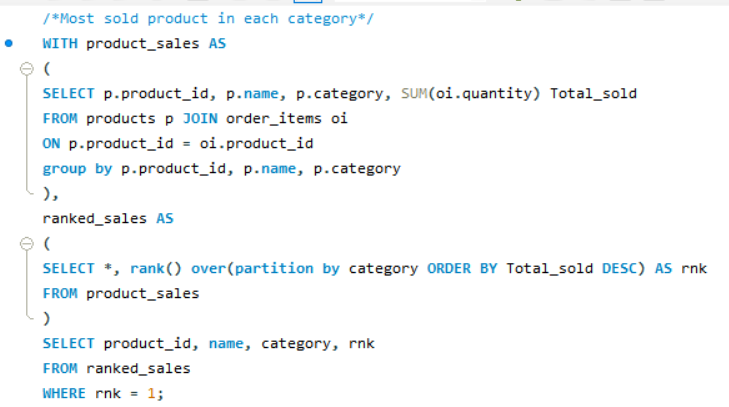 /*Most sold product in each category*/
WITH product_sales AS
(
SELECT p.product_id, p.name, p.category, SUM(oi.quantity) Total_sold
FROM products p JOIN order_items oi
ON p.product_id = oi.product_id
group by p.product_id, p.name, p.category
),
ranked_sales AS
(
SELECT *, rank() over(partition by category ORDER BY Total_sold DESC) AS rnk
FROM product_sales
)
SELECT product_id, name, category, rnk
FROM ranked_sales
WHERE rnk = 1;